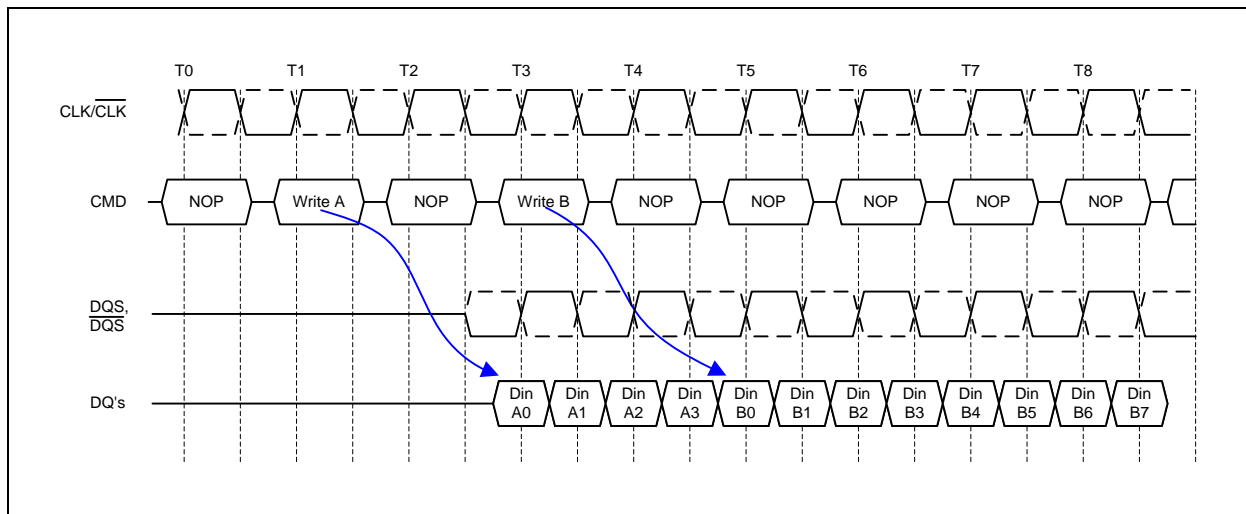 T0 T1 T2 T3 T4 T5 T6 T7 T8
CLK/CLK
CMD NOP Write A NOP Write B NOP NOP NOP NOP NOP
DQS,
DQS
DQ's Din Din Din Din Din Din Din Din Din Din Din Din
A0 A1 A2 A3 B0 B1 B2 B3 B4 B5 B6 B7